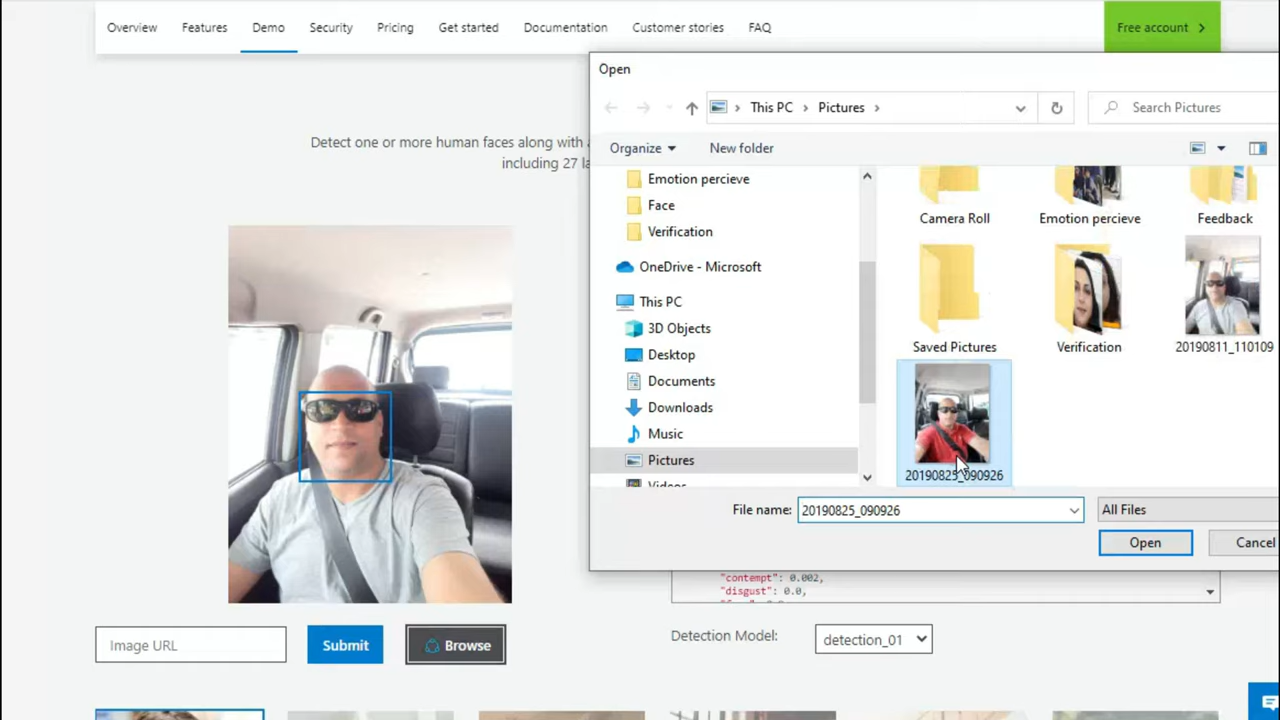 Overview Features Demo Security Pricing Get started Documentation Customer stories FAQ Free account
Open
This PC Pictures Search Pictures
Organize New folder
Detect one or more human faces along with
including 27
Emotion percieve
Face
Verification
OneDrive - Microsoft
This PC
3D Objects
Desktop
Documents
Downloads
Music
Pictures
Videos
Camera Roll Emotion percieve Feedback
Saved Pictures Verification 20190811_110109
20190825_090926
File name: 20190825_090926 All Files
Open Cancel
"contempt": 0.002,
"disgust": 0.0,
Image URL Submit Browse
Detection Model: detection_01